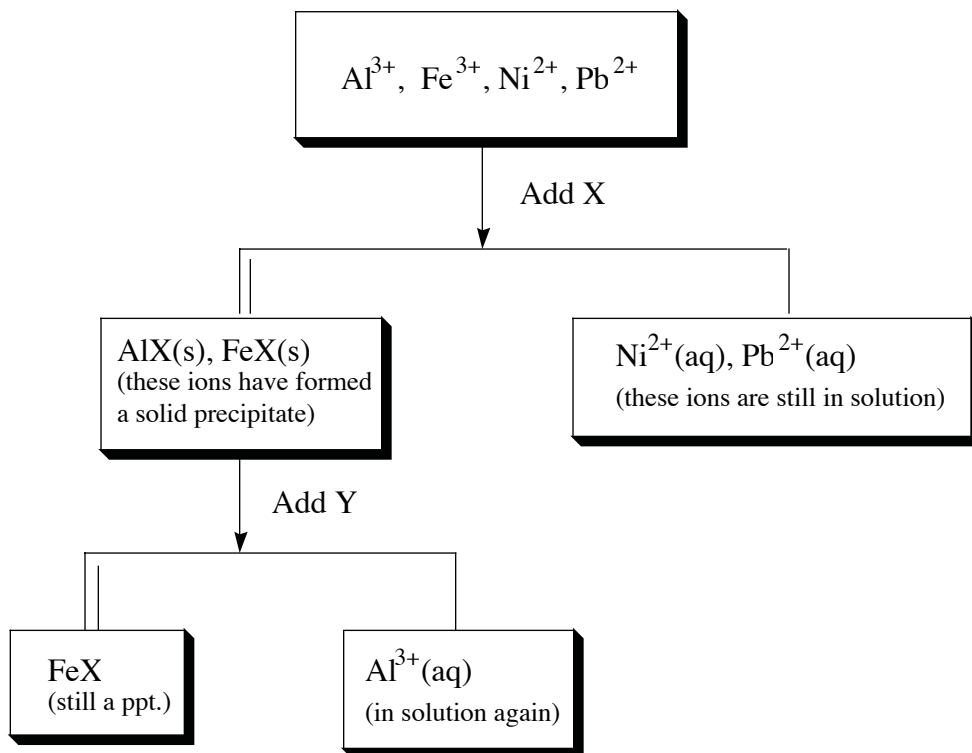 Al³⁺, Fe³⁺, Ni²⁺, Pb²⁺
Add X
AlX(s), FeX(s)
(these ions have formed
a solid precipitate)
Ni²⁺(aq), Pb²⁺(aq)
(these ions are still in solution)
Add Y
FeX
(still a ppt.)
Al³⁺(aq)
(in solution again)